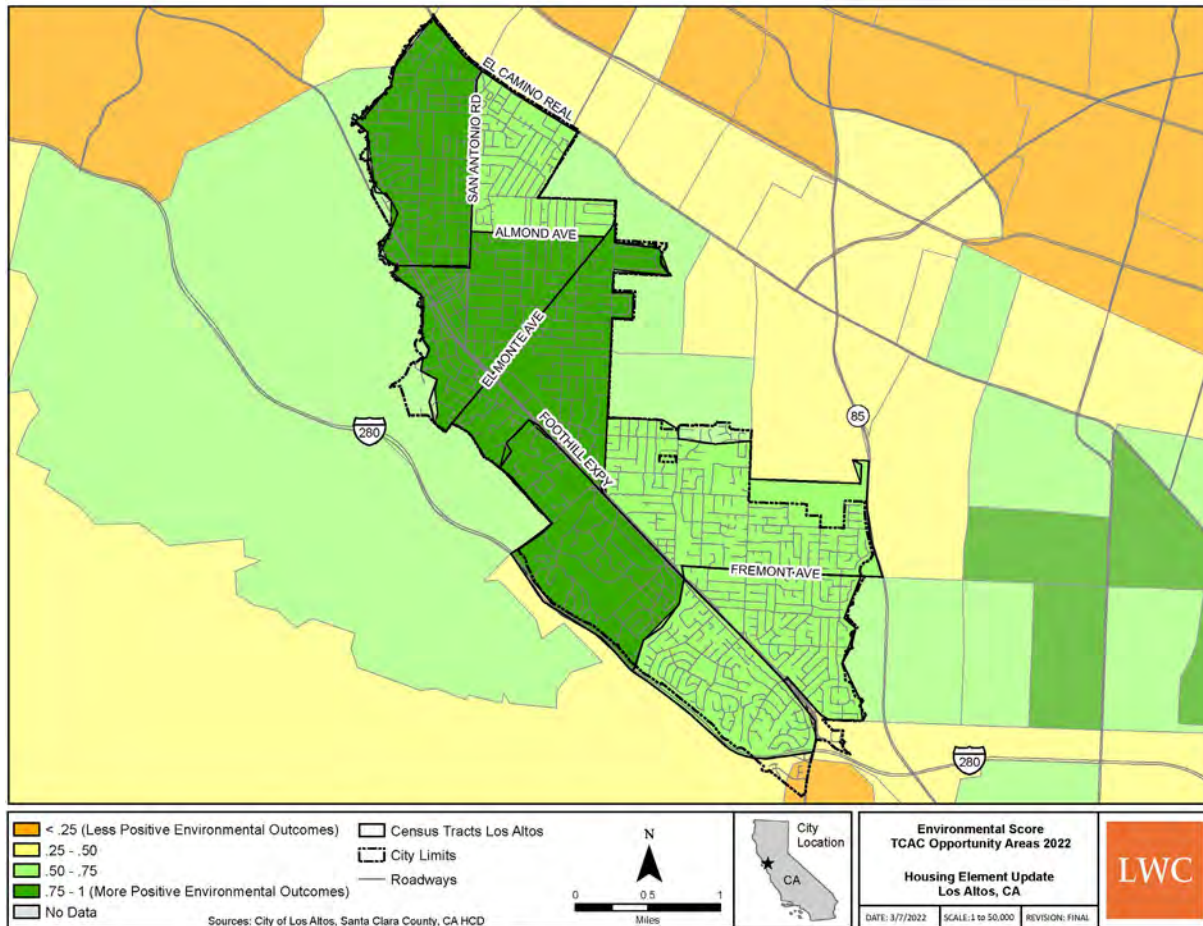 EL CAMINO REAL
SAN ANTONIO RD
ALMOND AVE
EL MONTE AVE
FOOTHILL EXPY
280
85
FREMONT AVE
280
< .25 (Less Positive Environmental Outcomes)
.25 - .50
.50 - .75
.75 - 1 (More Positive Environmental Outcomes)
No Data
Census Tracts Los Altos
City Limits
Roadways
Sources: City of Los Altos, Santa Clara County, CA HCD
N
0 0.5 1
Miles
City
Location
CA
Environmental Score
TCAC Opportunity Areas 2022
Housing Element Update
Los Altos, CA
DATE: 3/7/2022 SCALE: 1 to 50,000 REVISION: FINAL
LWC